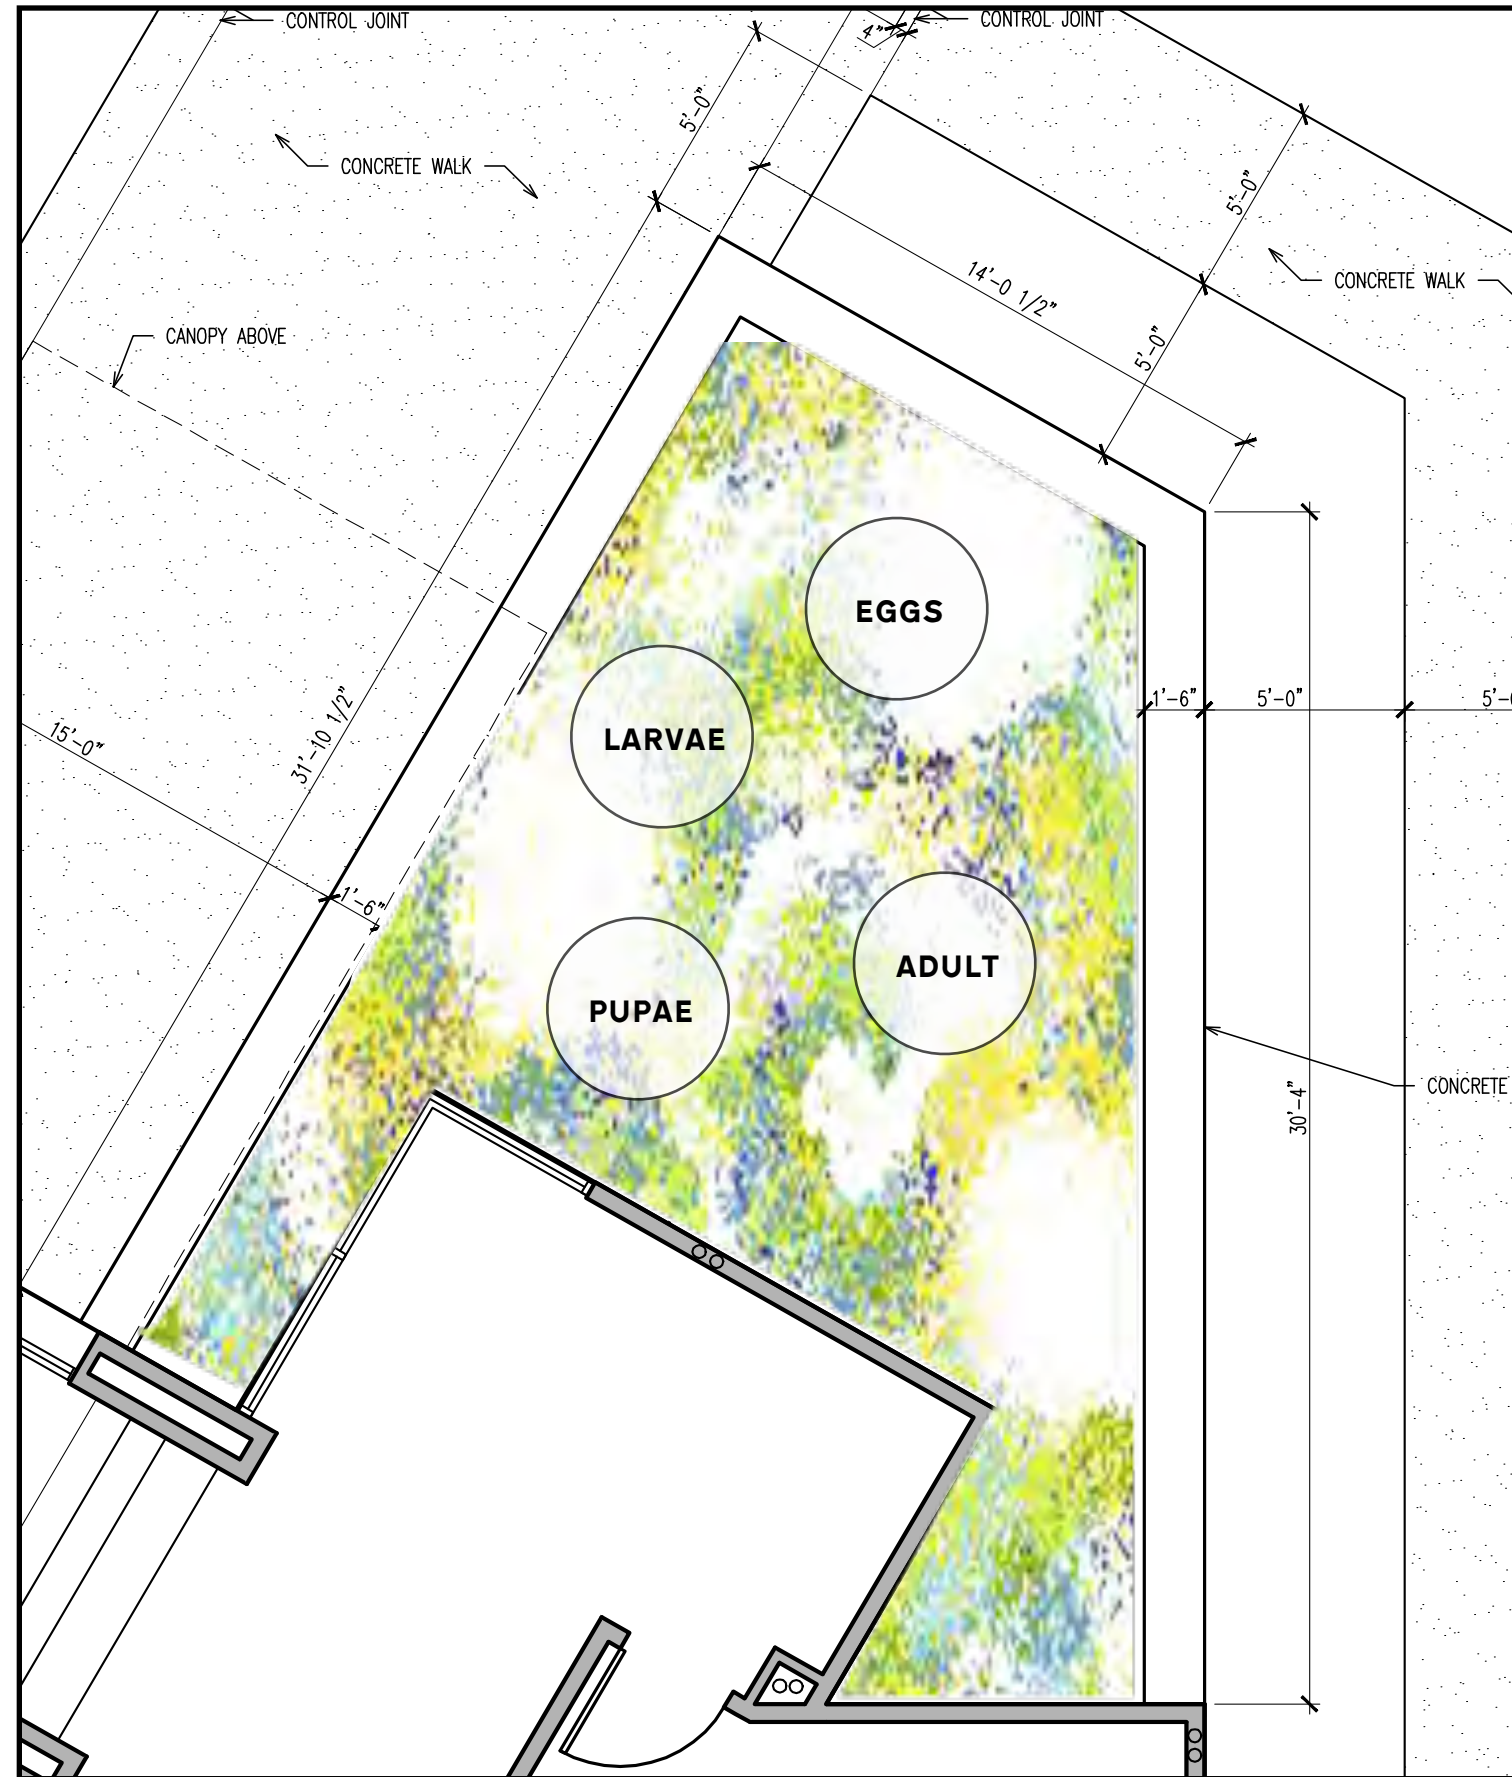 CONTROL JOINT
CONTROL JOINT
4"
5'-0"
CONCRETE WALK
5'-0"
14'-0 1/2"
CONCRETE WALK
CANOPY ABOVE
5'-0"
EGGS
1'-6"
5'-0"
LARVAE
31'-10 1/2"
15'-0"
1'-6"
ADULT
PUPAE
CONCRETE
30'-4"